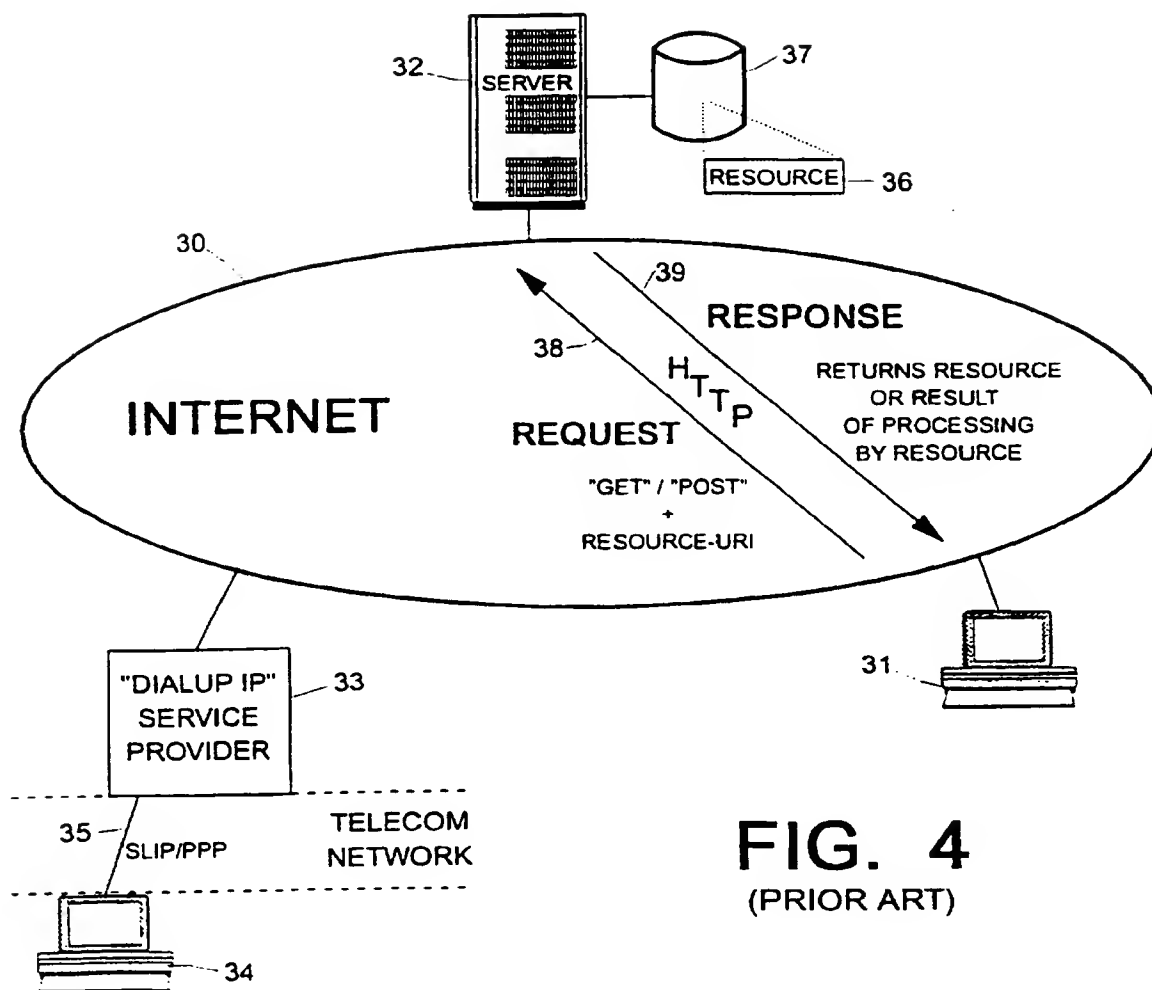 32
SERVER
37
RESOURCE
36
30
39
RESPONSE
38
HTTP
RETURNS RESOURCE
OR RESULT
OF PROCESSING
BY RESOURCE
INTERNET
REQUEST
"GET" / "POST"
+
RESOURCE-URI
31
"DIALUP IP"
SERVICE
PROVIDER
33
35
SLIP/PPP
TELECOM
NETWORK
34
FIG. 4
(PRIOR ART)